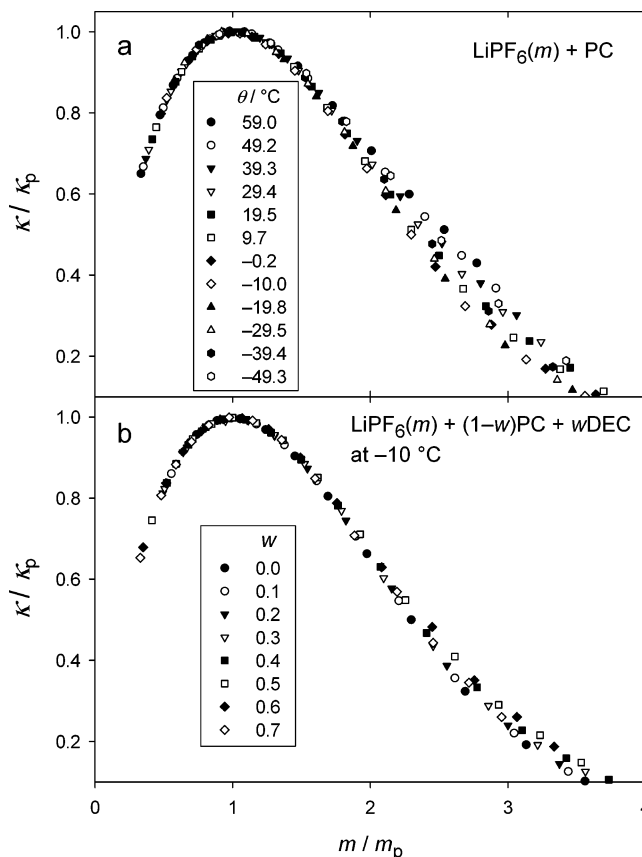 a
LiPF6(m) + PC
θ / °C
59.0
49.2
39.3
29.4
19.5
9.7
–0.2
–10.0
–19.8
–29.5
–39.4
–49.3
1.0
0.8
0.6
0.4
0.2
κ / κp
b
LiPF6(m) + (1–w)PC + wDEC
at –10 °C
w
0.0
0.1
0.2
0.3
0.4
0.5
0.6
0.7
1.0
0.8
0.6
0.4
0.2
κ / κp
0 1 2 3 4
m / mp